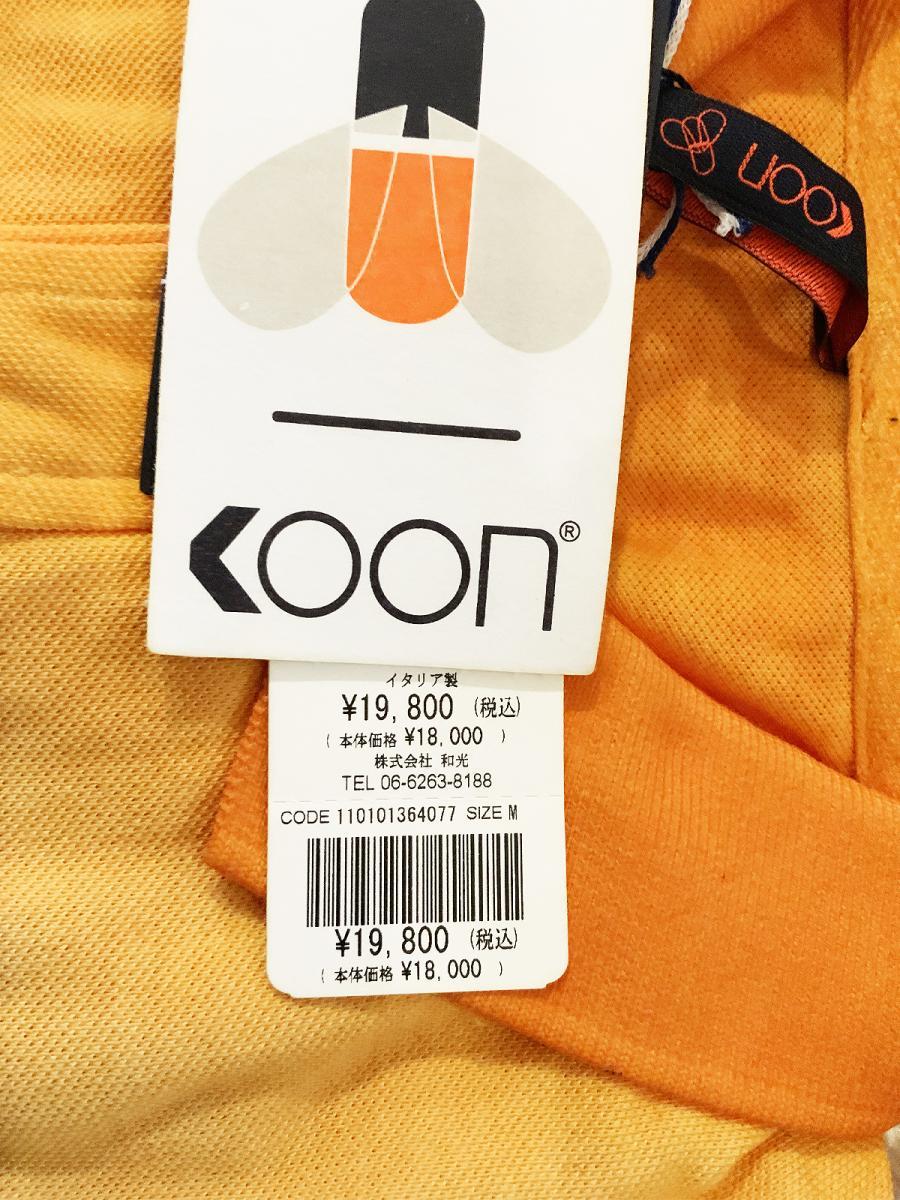 KOON
KOON®
イタリア製
¥19,800 (税込)
( 本体価格 ¥18,000 )
株式会社 和光
TEL 06-6263-8188
CODE 110101364077 SIZE M
¥19,800 (税込)
( 本体価格 ¥18,000 )